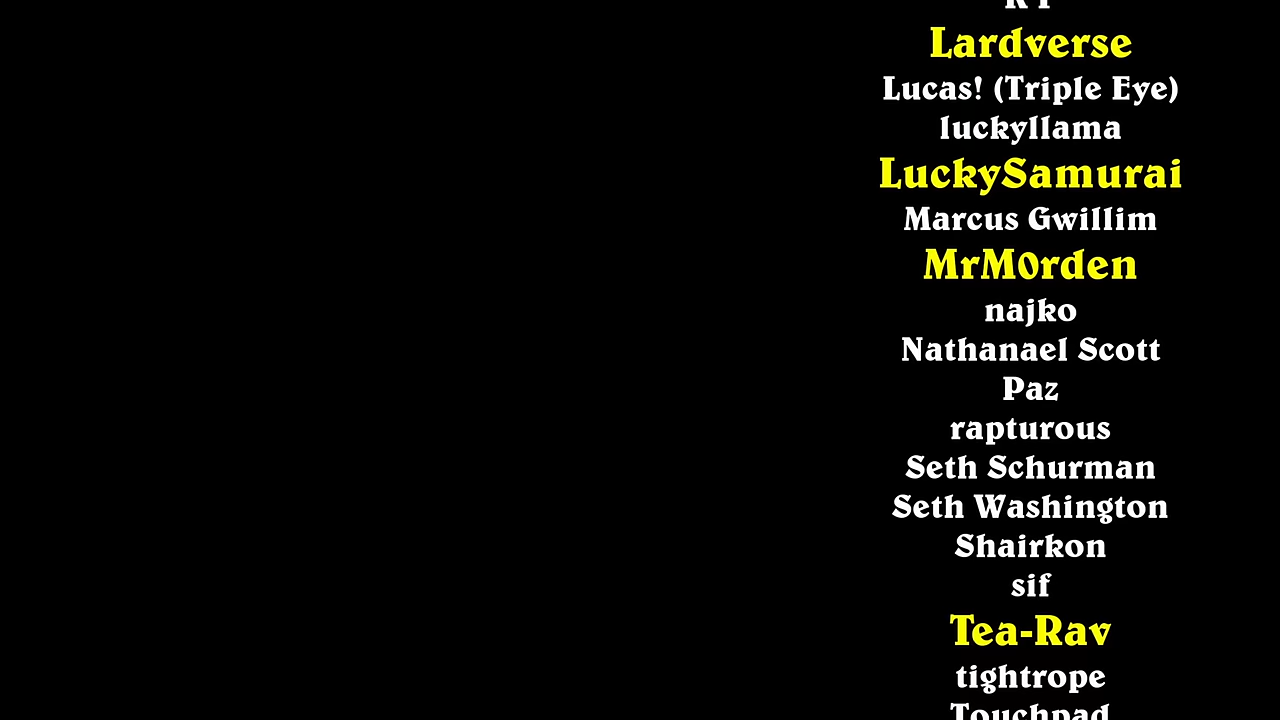 Lardverse
Lucas! (Triple Eye)
luckyllama
LuckySamurai
Marcus Gwillim
MrM0rden
najko
Nathanael Scott
Paz
rapturous
Seth Schurman
Seth Washington
Shairkon
sif
Tea-Rav
tightrope
Touchpad